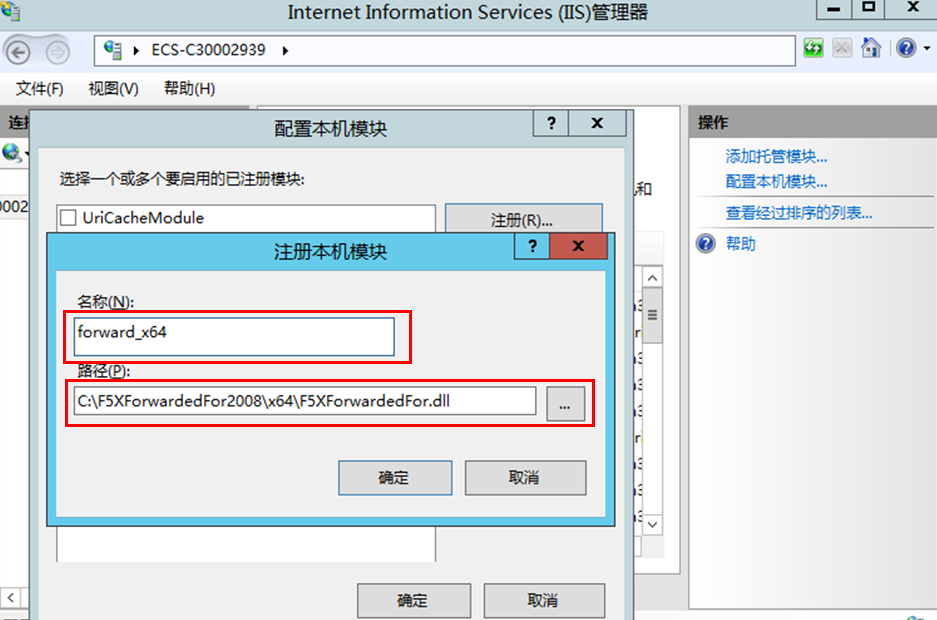 Internet Information Services (IIS)管理器
ECS-C30002939
文件(F) 视图(V) 帮助(H)
操作
添加托管模块...
配置本机模块...
查看经过排序的列表...
帮助
配置本机模块
? X
选择一个或多个要启用的已注册模块:
UriCacheModule
注册(R)...
注册本机模块
? X
名称(N):
forward_x64
路径(P):
C:\F5XForwardedFor2008\x64\F5XForwardedFor.dll
...
确定 取消
确定 取消